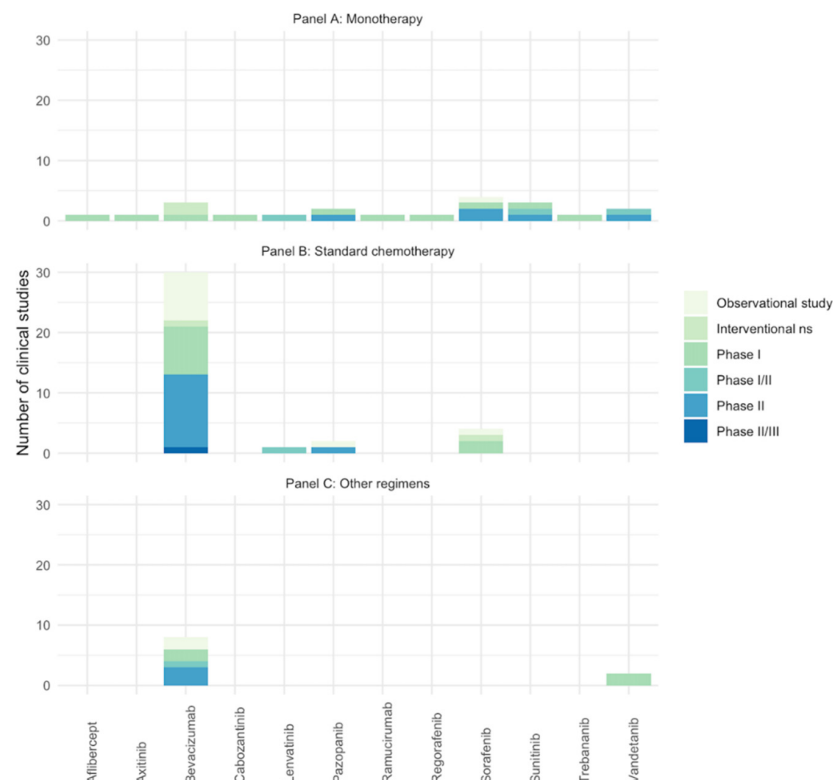 Panel A: Monotherapy
30
20
10
0
Panel B: Standard chemotherapy
30
20
10
0
Panel C: Other regimens
30
20
10
0
Number of clinical studies
Observational study
Interventional ns
Phase I
Phase I/II
Phase II
Phase II/III
Aflibercept
Axitinib
Bevacizumab
Cabozantinib
Lenvatinib
Pazopanib
Ramucirumab
Regorafenib
Sorafenib
Sunitinib
Trebananib
Vandetanib